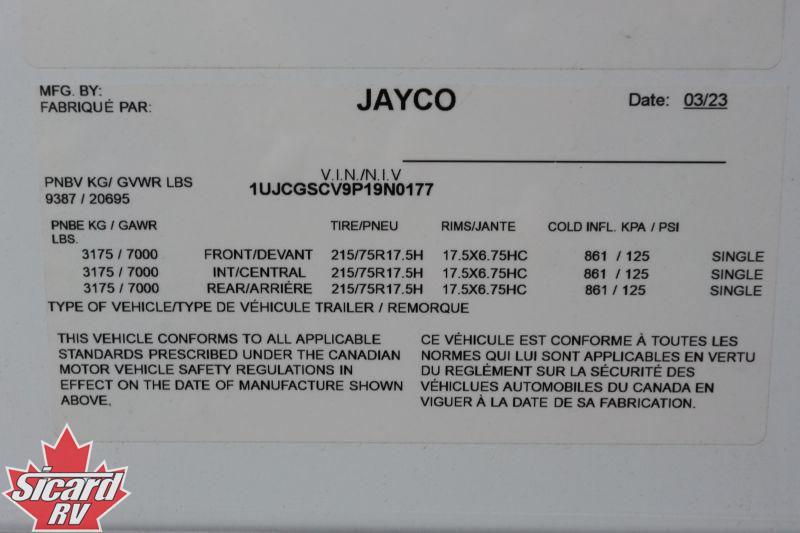 MFG. BY:
FABRIQUÉ PAR:
JAYCO
Date: 03/23
V.I.N./N.I.V
PNBV KG/ GVWR LBS
1UJCGSCV9P19N0177
9387 / 20695
PNBE KG / GAWR TIRE/PNEU RIMS/JANTE COLD INFL. KPA / PSI
LBS.
3175 / 7000 FRONT/DEVANT 215/75R17.5H 17.5X6.75HC 861 / 125 SINGLE
3175 / 7000 INT/CENTRAL 215/75R17.5H 17.5X6.75HC 861 / 125 SINGLE
3175 / 7000 REAR/ARRIÉRE 215/75R17.5H 17.5X6.75HC 861 / 125 SINGLE
TYPE OF VEHICLE/TYPE DE VÉHICULE TRAILER / REMORQUE
THIS VEHICLE CONFORMS TO ALL APPLICABLE
STANDARDS PRESCRIBED UNDER THE CANADIAN
MOTOR VEHICLE SAFETY REGULATIONS IN
EFFECT ON THE DATE OF MANUFACTURE SHOWN
ABOVE,
CE VÉHICULE EST CONFORME À TOUTES LES
NORMES QUI LUI SONT APPLICABLES EN VERTU
DU REGLÉMENT SUR LA SÉCURITÉ DES
VÉHICLUES AUTOMOBILES DU CANADA EN
VIGUER À LA DATE DE SA FABRICATION.
Sicard
RV